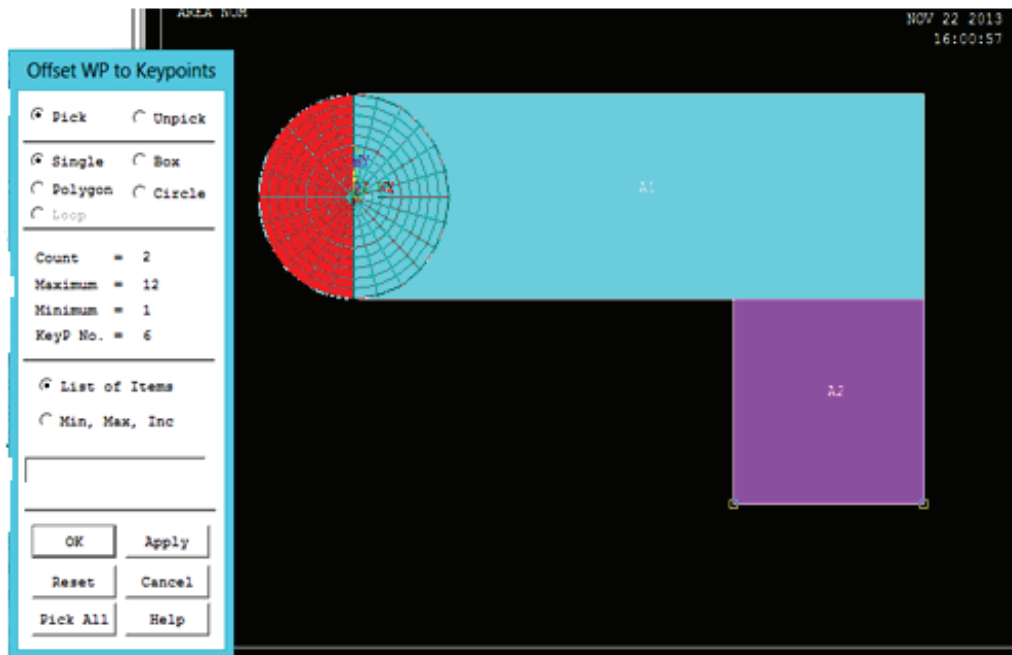 AREA NUM
NOV 22 2013
16:00:57
Offset WP to Keypoints
Pick
Unpick
Single
Box
Polygon
Circle
Loop
Count = 2
Maximum = 12
Minimum = 1
KeyP No. = 6
List of Items
Min, Max, Inc
OK
Apply
Reset
Cancel
Pick All
Help
A1
A2